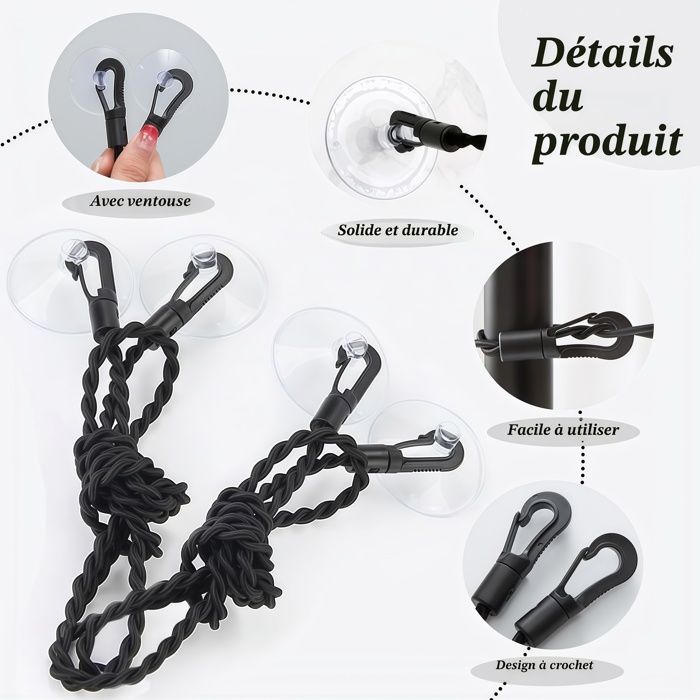 Détails
du
produit
Avec ventouse
Solide et durable
Facile à utiliser
Design à crochet